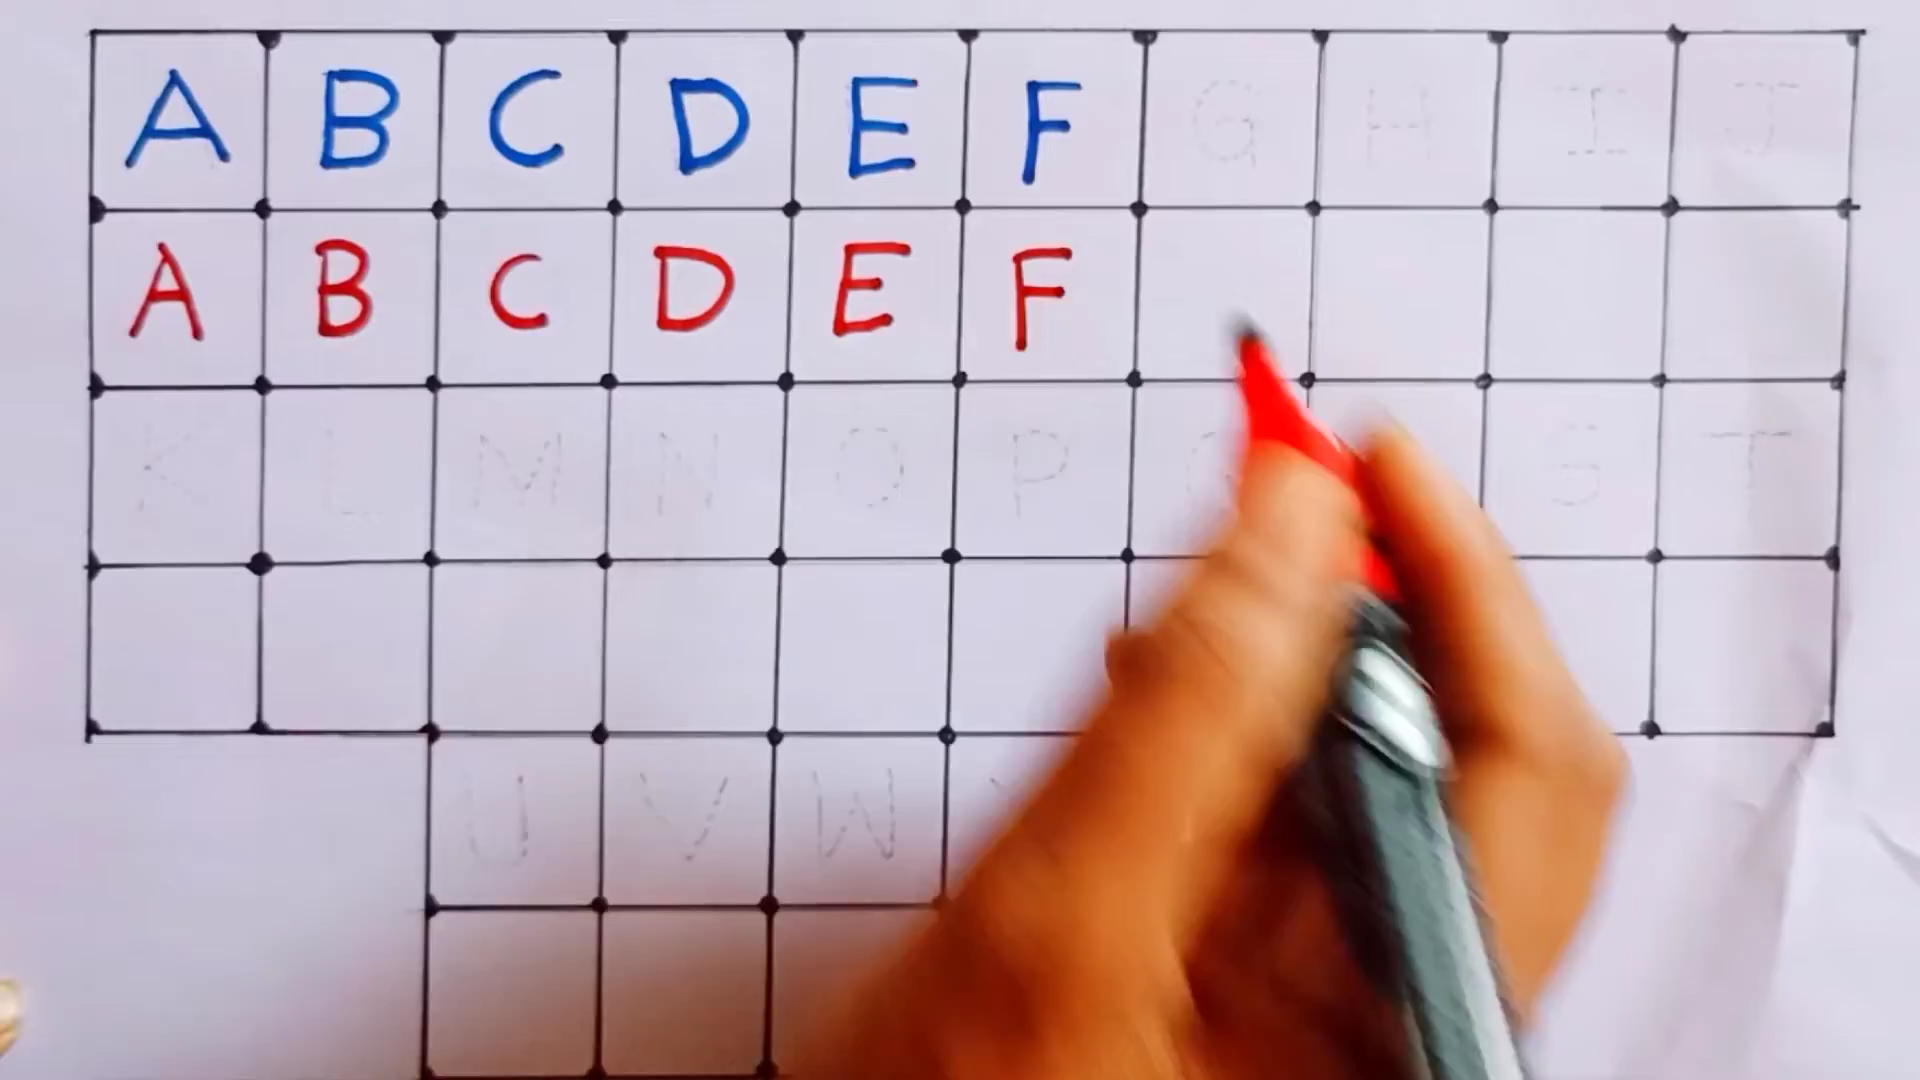 A B C D E F G H I J
A B C D E F
K L M N O P S T
U V W